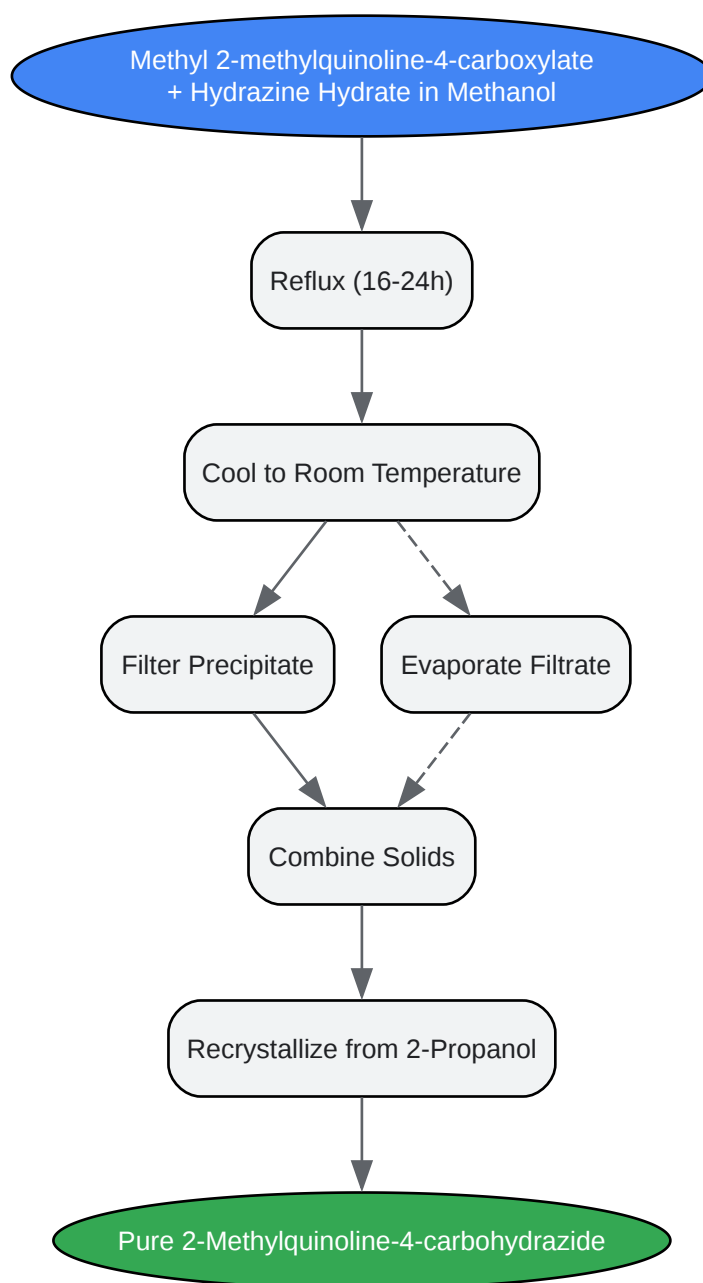 Methyl 2-methylquinoline-4-carboxylate
+ Hydrazine Hydrate in Methanol
Reflux (16-24h)
Cool to Room Temperature
Filter Precipitate
Evaporate Filtrate
Combine Solids
Recrystallize from 2-Propanol
Pure 2-Methylquinoline-4-carbohydrazide